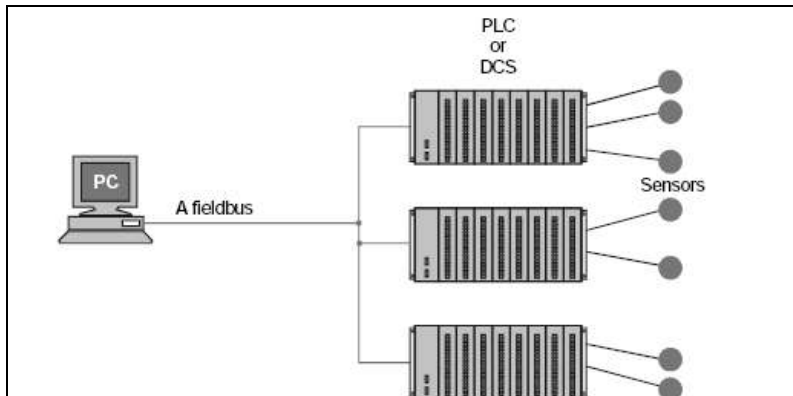 PLC
or
DCS
PC
A fieldbus
Sensors